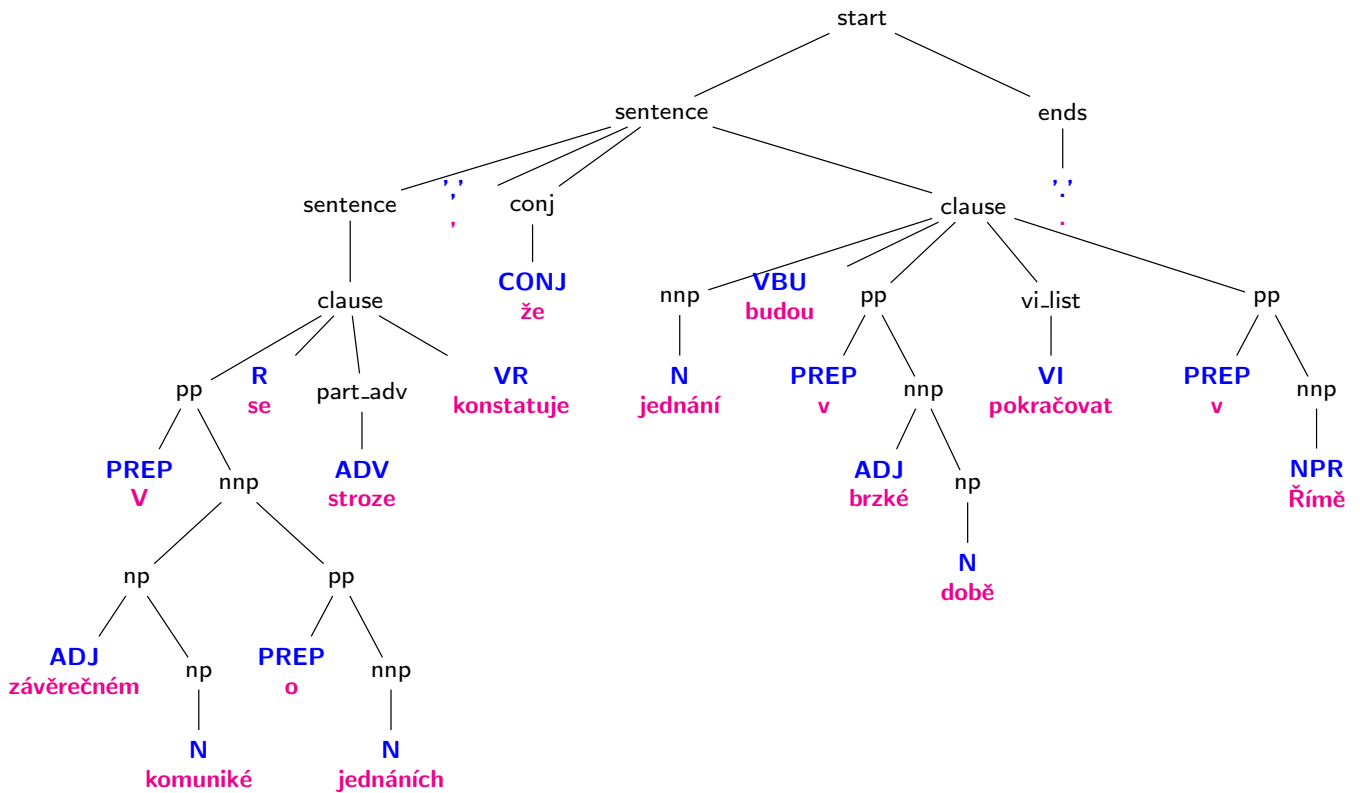 start
sentence ends
sentence ',' conj clause '.'
, .
clause CONJ nnp VBU pp vi_list pp
že budou
pp R part_adv VR N PREP nnp VI PREP nnp
se konstatuje jednání v pokračovat v
PREP nnp ADV ADJ np NPR
V stroze brzké Římě
N
době
np pp
ADJ np PREP nnp
závěrečném o
N N
komuniké jednáních